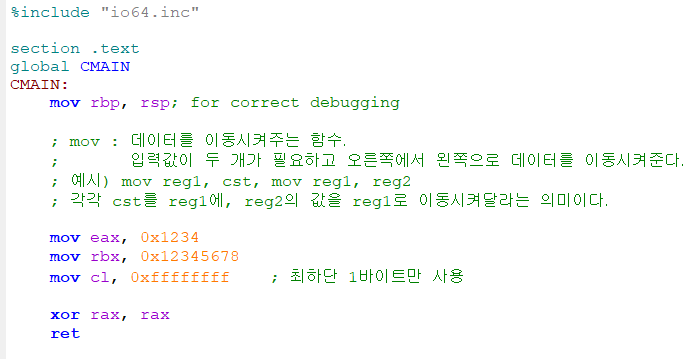 %include "io64.inc"
section .text
global CMAIN
CMAIN:
mov rbp, rsp; for correct debugging
; mov : 데이터를 이동시켜주는 함수.
; 입력값이 두 개가 필요하고 오른쪽에서 왼쪽으로 데이터를 이동시켜준다.
; 예시) mov reg1, cst, mov reg1, reg2
; 각각 cst를 reg1에, reg2의 값을 reg1로 이동시켜달라는 의미이다.
mov eax, 0x1234
mov rbx, 0x12345678
mov cl, 0xffffffff ; 최하단 1바이트만 사용
xor rax, rax
ret